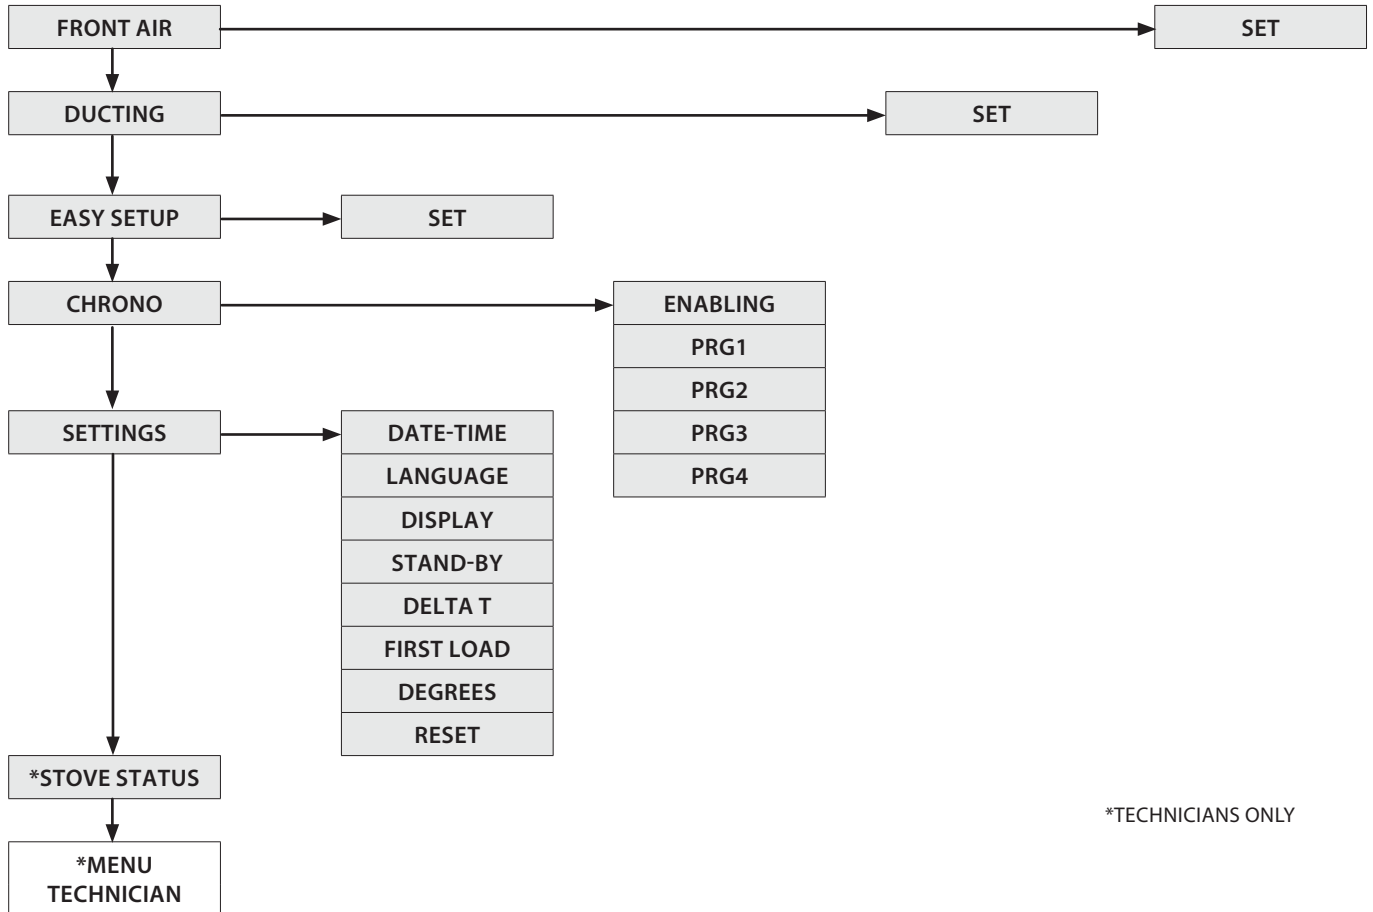 FRONT AIR
SET
DUCTING
SET
EASY SETUP
SET
CHRONO
ENABLING
PRG1
PRG2
PRG3
PRG4
SETTINGS
DATE-TIME
LANGUAGE
DISPLAY
STAND-BY
DELTA T
FIRST LOAD
DEGREES
RESET
*STOVE STATUS
*TECHNICIANS ONLY
*MENU
TECHNICIAN